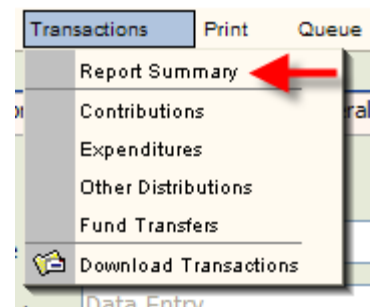 Transactions Print Queue
Report Summary
Contributions
Expenditures
Other Distributions
Fund Transfers
Download Transactions
Data Entry